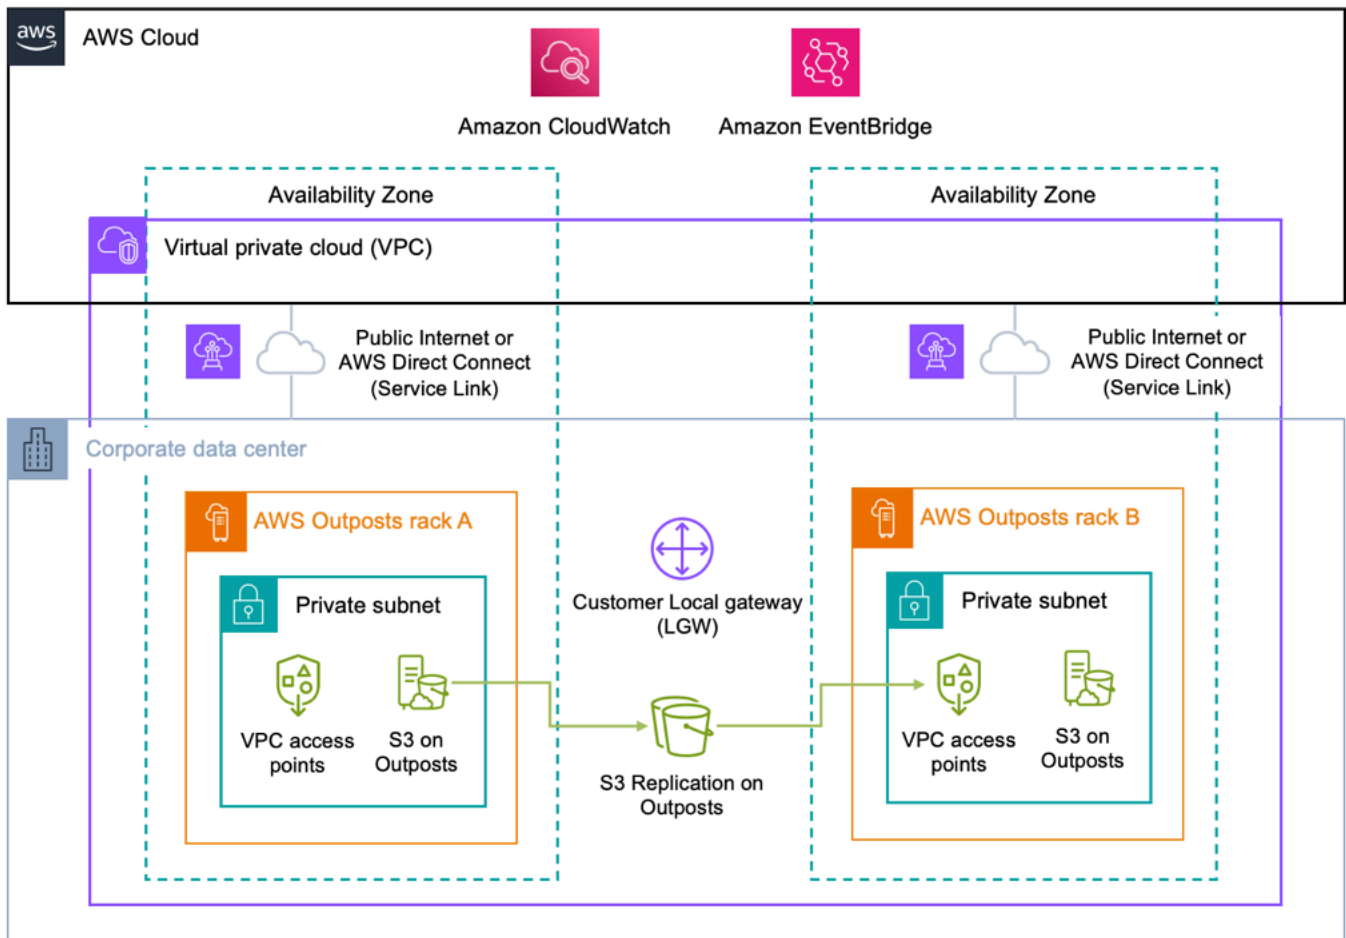 aws
AWS Cloud
Amazon CloudWatch
Amazon EventBridge
Availability Zone
Availability Zone
Virtual private cloud (VPC)
Public Internet or
AWS Direct Connect
(Service Link)
Public Internet or
AWS Direct Connect
(Service Link)
Corporate data center
AWS Outposts rack A
Private subnet
VPC access
points
S3 on
Outposts
Customer Local gateway
(LGW)
S3 Replication on
Outposts
AWS Outposts rack B
Private subnet
VPC access
points
S3 on
Outposts